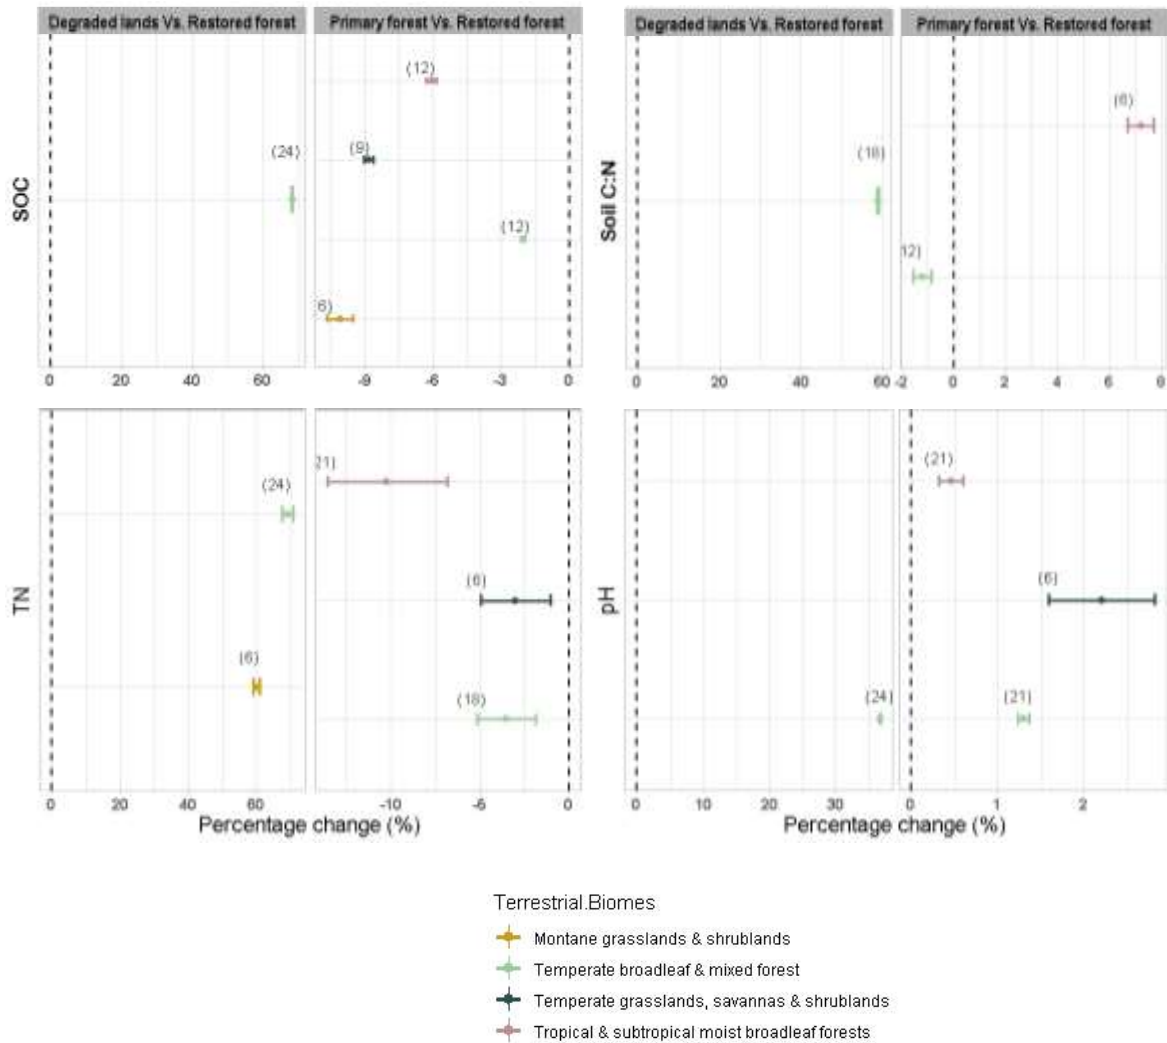 Degraded lands Vs. Restored forest
Primary forest Vs. Restored forest
SOC
(24)
(12)
(9)
(12)
6)
0 20 40 60
-9 -6 -3 0
Degraded lands Vs. Restored forest
Primary forest Vs. Restored forest
Soil C:N
(18)
(6)
12)
0 20 40 60
-2 0 2 4 6 8
TN
(24)
(6)
21)
(6)
(18)
0 20 40 60
-10 -5 0
Percentage change (%)
pH
(24)
(21)
(6)
(21)
0 10 20 30
0 1 2
Percentage change (%)
Terrestrial.Biomes
Montane grasslands & shrublands
Temperate broadleaf & mixed forest
Temperate grasslands, savannas & shrublands
Tropical & subtropical moist broadleaf forests